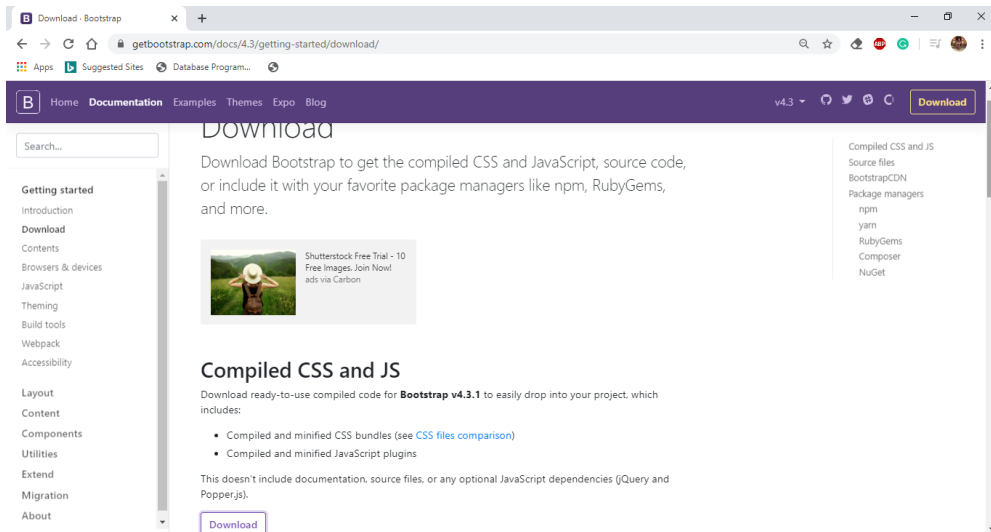 B Download · Bootstrap
getbootstrap.com/docs/4.3/getting-started/download/
ABP G
Apps Suggested Sites Database Program...
B Home Documentation Examples Themes Expo Blog v4.3 Download
Search...
Getting started
Introduction
Download
Contents
Browsers & devices
JavaScript
Theming
Build tools
Webpack
Accessibility
Layout
Content
Components
Utilities
Extend
Migration
About
Download
Download Bootstrap to get the compiled CSS and JavaScript, source code,
or include it with your favorite package managers like npm, RubyGems,
and more.
Shutterstock Free Trial - 10
Free Images. Join Now!
ads via Carbon
Compiled CSS and JS
Download ready-to-use compiled code for Bootstrap v4.3.1 to easily drop into your project, which
includes:
• Compiled and minified CSS bundles (see CSS files comparison)
• Compiled and minified JavaScript plugins
This doesn't include documentation, source files, or any optional JavaScript dependencies (jQuery and
Popper.js).
Download
Compiled CSS and JS
Source files
BootstrapCDN
Package managers
npm
yarn
RubyGems
Composer
NuGet